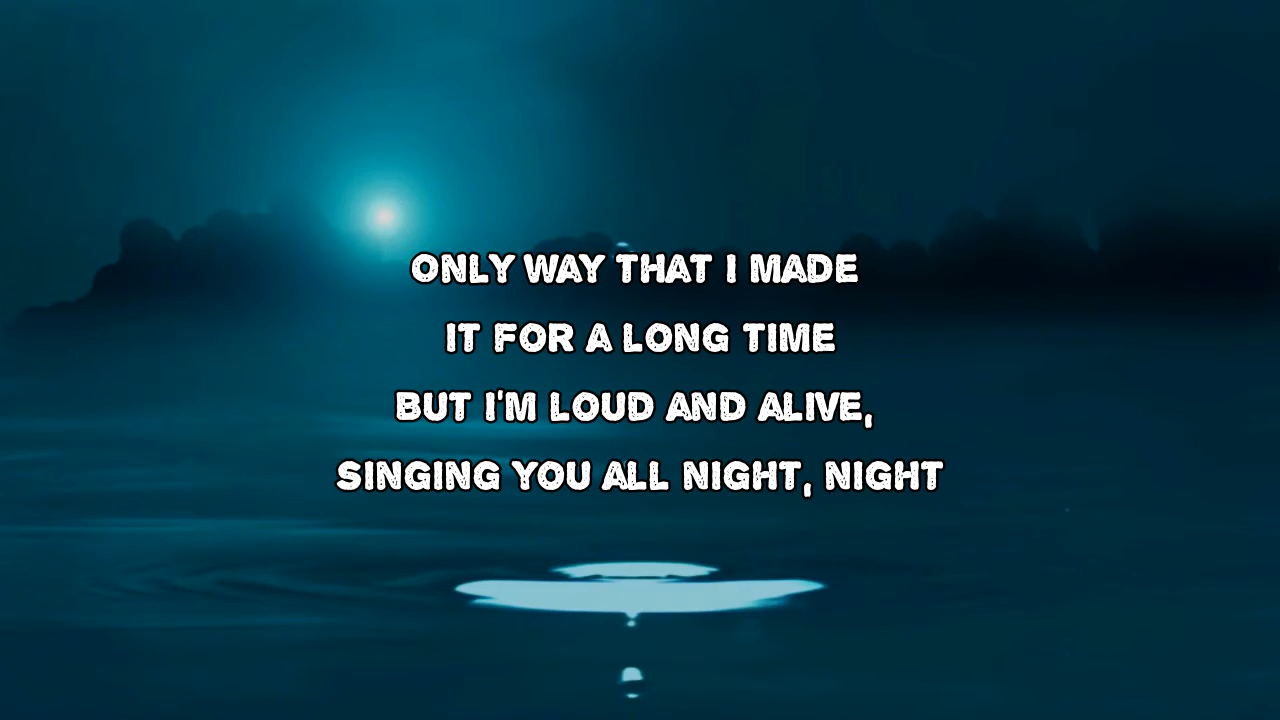 ONLY WAY THAT I MADE
IT FOR A LONG TIME
BUT I'M LOUD AND ALIVE,
SINGING YOU ALL NIGHT, NIGHT